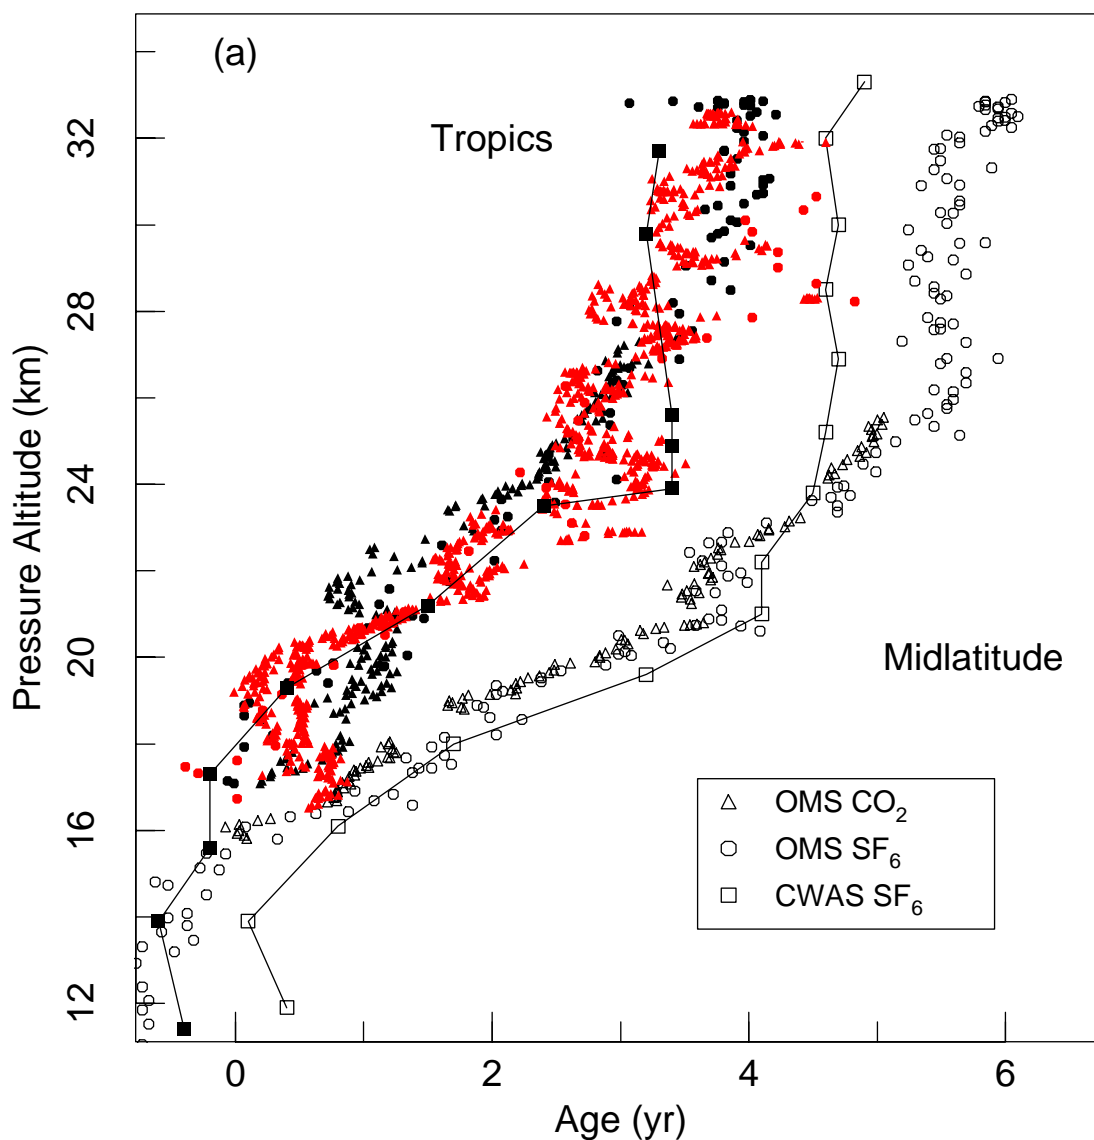 (a)
Tropics
Midlatitude
OMS CO2
OMS SF6
CWAS SF6
Pressure Altitude (km)
32
28
24
20
16
12
0 2 4 6
Age (yr)